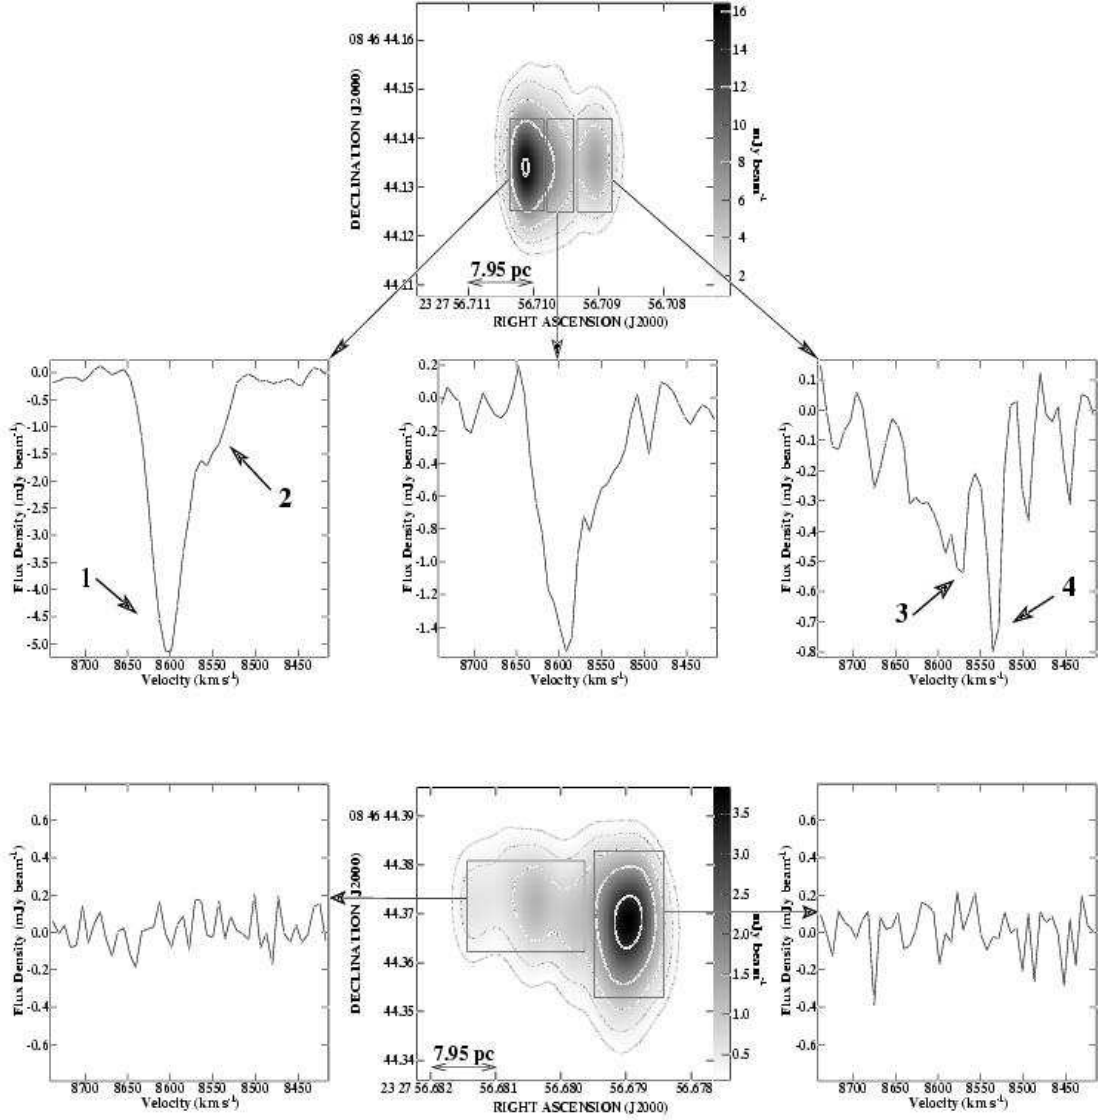 08 46 44.16
44.15
44.14
44.13
44.12
44.11
DECLINATION (J2000)
16
14
12
10
8
6
4
2
mJy beam-1
7.95 pc
23 27 56.711 56.710 56.709 56.708
RIGHT ASCENSION (J2000)
0.0
-0.5
-1.0
-1.5
-2.0
-2.5
-3.0
-3.5
-4.0
-4.5
-5.0
Flux Density (mJy beam-1)
1
2
8700 8650 8600 8550 8500 8450
Velocity (km s-1)
0.2
0.0
-0.2
-0.4
-0.6
-0.8
-1.0
-1.2
-1.4
Flux Density (mJy beam-1)
8700 8650 8600 8550 8500 8450
Velocity (km s-1)
0.1
0.0
-0.1
-0.2
-0.3
-0.4
-0.5
-0.6
-0.7
-0.8
Flux Density (mJy beam-1)
3
4
8700 8650 8600 8550 8500 8450
Velocity (km s-1)
0.6
0.4
0.2
0.0
-0.2
-0.4
-0.6
Flux Density (mJy beam-1)
8700 8650 8600 8550 8500 8450
Velocity (km s-1)
08 46 44.39
44.38
44.37
44.36
44.35
44.34
DECLINATION (J2000)
3.5
3.0
2.5
2.0
1.5
1.0
0.5
mJy beam-1
7.95 pc
23 27 56.682 56.681 56.680 56.679 56.678
RIGHT ASCENSION (J2000)
0.6
0.4
0.2
0.0
-0.2
-0.4
-0.6
Flux Density (mJy beam-1)
8700 8650 8600 8550 8500 8450
Velocity (km s-1)